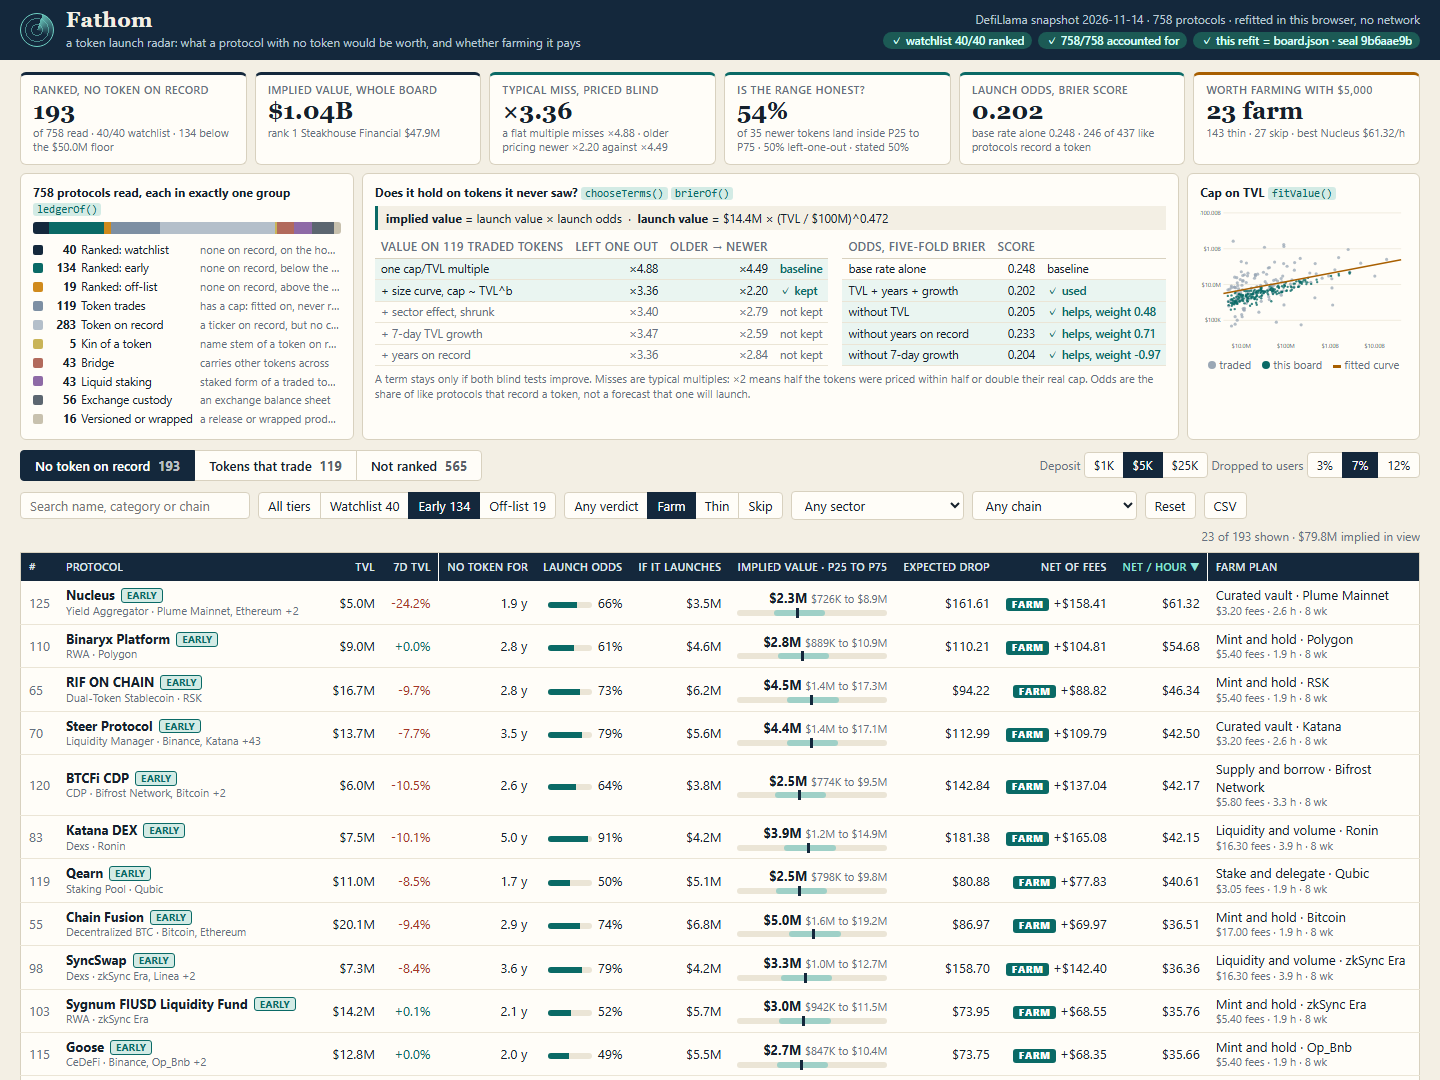 Fathom
a token launch radar: what a protocol with no token would be worth, and whether farming it pays
DefiLlama snapshot 2026-11-14 · 758 protocols · refitted in this browser, no network
✓ watchlist 40/40 ranked ✓ 758/758 accounted for ✓ this refit = board.json · seal 9b6aae9b
RANKED, NO TOKEN ON RECORD
193
of 758 read · 40/40 watchlist · 134 below
the $50.0M floor
IMPLIED VALUE, WHOLE BOARD
$1.04B
rank 1 Steakhouse Financial $47.9M
TYPICAL MISS, PRICED BLIND
×3.36
a flat multiple misses ×4.88 · older
pricing newer ×2.20 against ×4.49
IS THE RANGE HONEST?
54%
of 35 newer tokens land inside P25 to
P75 · 50% left-one-out · stated 50%
LAUNCH ODDS, BRIER SCORE
0.202
base rate alone 0.248 · 246 of 437 like
protocols record a token
WORTH FARMING WITH $5,000
23 farm
143 thin · 27 skip · best Nucleus $61.32/h
758 protocols read, each in exactly one group
ledgerOf()
40 Ranked: watchlist none on record, on the ho...
134 Ranked: early none on record, below the ...
19 Ranked: off-list none on record, above the ...
119 Token trades has a cap: fitted on, never r...
283 Token on record a ticker on record, but no c...
5 Kin of a token name stem of a token on r...
43 Bridge carries other tokens across
43 Liquid staking staked form of a traded to...
56 Exchange custody an exchange balance sheet
16 Versioned or wrapped a release or wrapped prod...
Does it hold on tokens it never saw? chooseTerms() brierOf()
implied value = launch value × launch odds · launch value = $14.4M × (TVL / $100M)^0.472
VALUE ON 119 TRADED TOKENS LEFT ONE OUT OLDER → NEWER
one cap/TVL multiple ×4.88 ×4.49 baseline
+ size curve, cap ~ TVL^b ×3.36 ×2.20 ✓ kept
+ sector effect, shrunk ×3.40 ×2.79 not kept
+ 7-day TVL growth ×3.47 ×2.59 not kept
+ years on record ×3.36 ×2.84 not kept
ODDS, FIVE-FOLD BRIER SCORE
base rate alone 0.248 baseline
TVL + years + growth 0.202 ✓ used
without TVL 0.205 ✓ helps, weight 0.48
without years on record 0.233 ✓ helps, weight 0.71
without 7-day growth 0.204 ✓ helps, weight -0.97
A term stays only if both blind tests improve. Misses are typical multiples: ×2 means half the tokens were priced within half or double their real cap. Odds are the
share of like protocols that record a token, not a forecast that one will launch.
Cap on TVL fitValue()
$1.00B
$10.0M
$100K
$10.0M $100M $1.00B $10.00B
traded this board fitted curve
No token on record 193 Tokens that trade 119 Not ranked 565
Deposit $1K $5K $25K Dropped to users 3% 7% 12%
Search name, category or chain All tiers Watchlist 40 Early 134 Off-list 19 Any verdict Farm Thin Skip Any sector Any chain Reset CSV
23 of 193 shown · $79.8M implied in view
# PROTOCOL TVL 7D TVL NO TOKEN FOR LAUNCH ODDS IF IT LAUNCHES IMPLIED VALUE · P25 TO P75 EXPECTED DROP NET OF FEES NET / HOUR ▼ FARM PLAN
125 Nucleus EARLY $5.0M -24.2% 1.9 y 66% $3.5M $2.3M $726K to $8.9M $161.61 FARM +$158.41 $61.32 Curated vault · Plume Mainnet
Yield Aggregator · Plume Mainnet, Ethereum +2 $3.20 fees · 2.6 h · 8 wk
110 Binaryx Platform EARLY $9.0M +0.0% 2.8 y 61% $4.6M $2.8M $889K to $10.9M $110.21 FARM +$104.81 $54.68 Mint and hold · Polygon
RWA · Polygon $5.40 fees · 1.9 h · 8 wk
65 RIF ON CHAIN EARLY $16.7M -9.7% 2.8 y 73% $6.2M $4.5M $1.4M to $17.3M $94.22 FARM +$88.82 $46.34 Mint and hold · RSK
Dual-Token Stablecoin · RSK $5.40 fees · 1.9 h · 8 wk
70 Steer Protocol EARLY $13.7M -7.7% 3.5 y 79% $5.6M $4.4M $1.4M to $17.1M $112.99 FARM +$109.79 $42.50 Curated vault · Katana
Liquidity Manager · Binance, Katana +43 $3.20 fees · 2.6 h · 8 wk
120 BTCFi CDP EARLY $6.0M -10.5% 2.6 y 64% $3.8M $2.5M $774K to $9.5M $142.84 FARM +$137.04 $42.17 Supply and borrow · Bifrost
Network
CDP · Bifrost Network, Bitcoin +2 $5.80 fees · 3.3 h · 8 wk
83 Katana DEX EARLY $7.5M -10.1% 5.0 y 91% $4.2M $3.9M $1.2M to $14.9M $181.38 FARM +$165.08 $42.15 Liquidity and volume · Ronin
Dexs · Ronin $16.30 fees · 3.9 h · 8 wk
119 Qearn EARLY $11.0M -8.5% 1.7 y 50% $5.1M $2.5M $798K to $9.8M $80.88 FARM +$77.83 $40.61 Stake and delegate · Qubic
Staking Pool · Qubic $3.05 fees · 1.9 h · 8 wk
55 Chain Fusion EARLY $20.1M -9.4% 2.9 y 74% $6.8M $5.0M $1.6M to $19.2M $86.97 FARM +$69.97 $36.51 Mint and hold · Bitcoin
Decentralized BTC · Bitcoin, Ethereum $17.00 fees · 1.9 h · 8 wk
98 SyncSwap EARLY $7.3M -8.4% 3.6 y 79% $4.2M $3.3M $1.0M to $12.7M $158.70 FARM +$142.40 $36.36 Liquidity and volume · zkSync Era
Dexs · zkSync Era, Linea +2 $16.30 fees · 3.9 h · 8 wk
103 Sygnum FIUSD Liquidity Fund EARLY $14.2M +0.1% 2.1 y 52% $5.7M $3.0M $942K to $11.5M $73.95 FARM +$68.55 $35.76 Mint and hold · zkSync Era
RWA · zkSync Era $5.40 fees · 1.9 h · 8 wk
115 Goose EARLY $12.8M +0.0% 2.0 y 49% $5.5M $2.7M $847K to $10.4M $73.75 FARM +$68.35 $35.66 Mint and hold · Op_Bnb
CeDeFi · Binance, Op_Bnb +2 $5.40 fees · 1.9 h · 8 wk